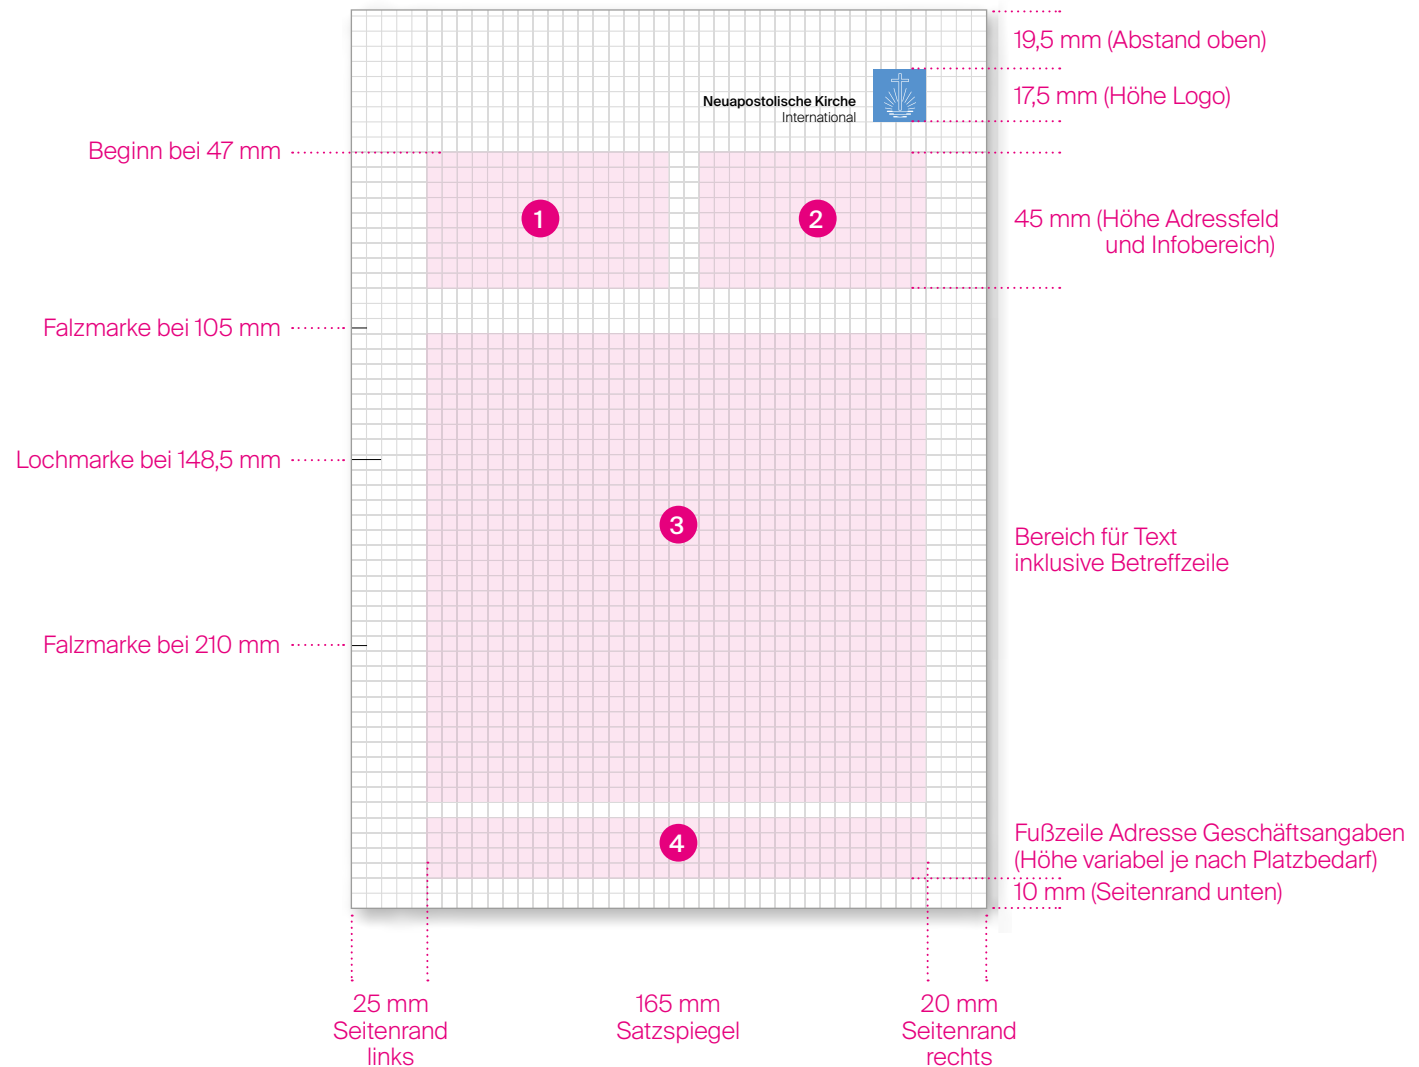 19,5 mm (Abstand oben)
Neuapostolische Kirche
International
17,5 mm (Höhe Logo)
Beginn bei 47 mm
1
2
45 mm (Höhe Adressfeld
und Infobereich)
Falzmarke bei 105 mm
Lochmarke bei 148,5 mm
3
Bereich für Text
inklusive Betreffzeile
Falzmarke bei 210 mm
4
Fußzeile Adresse Geschäftsangaben
(Höhe variabel je nach Platzbedarf)
10 mm (Seitenrand unten)
25 mm
Seitenrand
links
165 mm
Satzspiegel
20 mm
Seitenrand
rechts